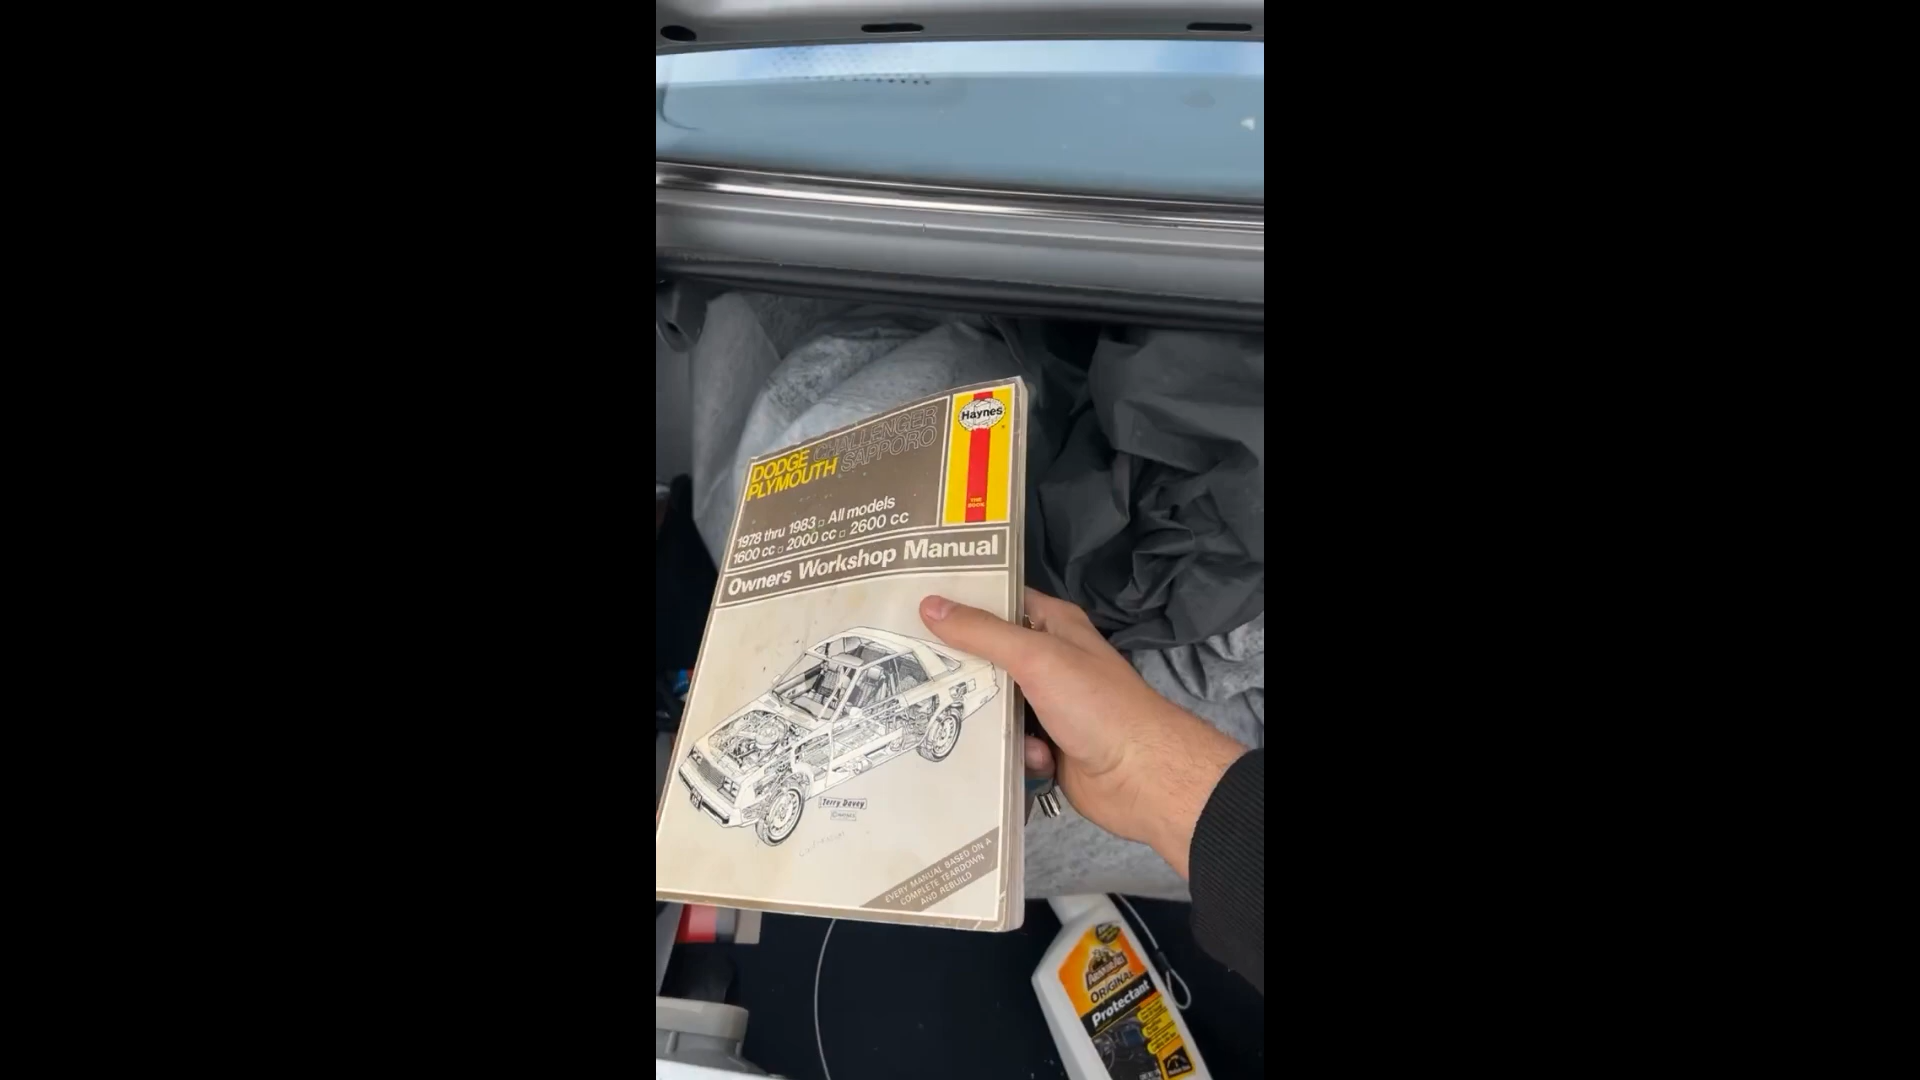 Haynes
DODGE CHALLENGER
PLYMOUTH SAPPORO
1978 thru 1983 □ All models
1600 cc □ 2000 cc □ 2600 cc
Owners Workshop Manual
Terry Davey
EVERY MANUAL BASED ON A
COMPLETE TEARDOWN
AND REBUILD
Armor All
ORIGINAL
Protectant